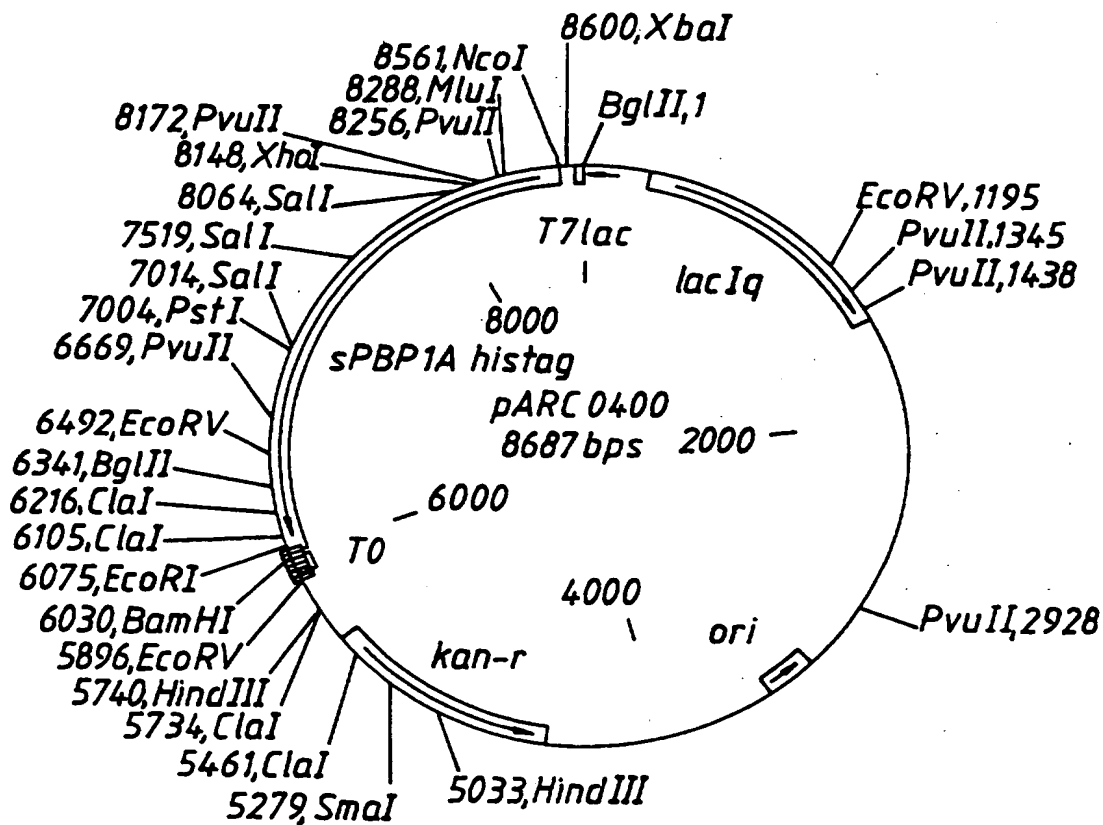 8600,XbaI
8561,NcoI
8288,MluI
8256,PvuII
8172,PvuII
8148,XhoI
8064,SalI
7519,SalI
7014,SalI
7004,PstI
6669,PvuII
6492,EcoRV
6341,BglII
6216,ClaI
6105,ClaI
6075,EcoRI
6030,BamHI
5896,EcoRV
5740,HindIII
5734,ClaI
5461,ClaI
5279,SmaI
5033,HindIII
BglII,1
EcoRV,1195
PvuII,1345
PvuII,1438
PvuII,2928
T7lac
lacIq
8000
sPBP1A histag
pARC 0400
8687 bps
2000
6000
T0
4000
ori
kan-r